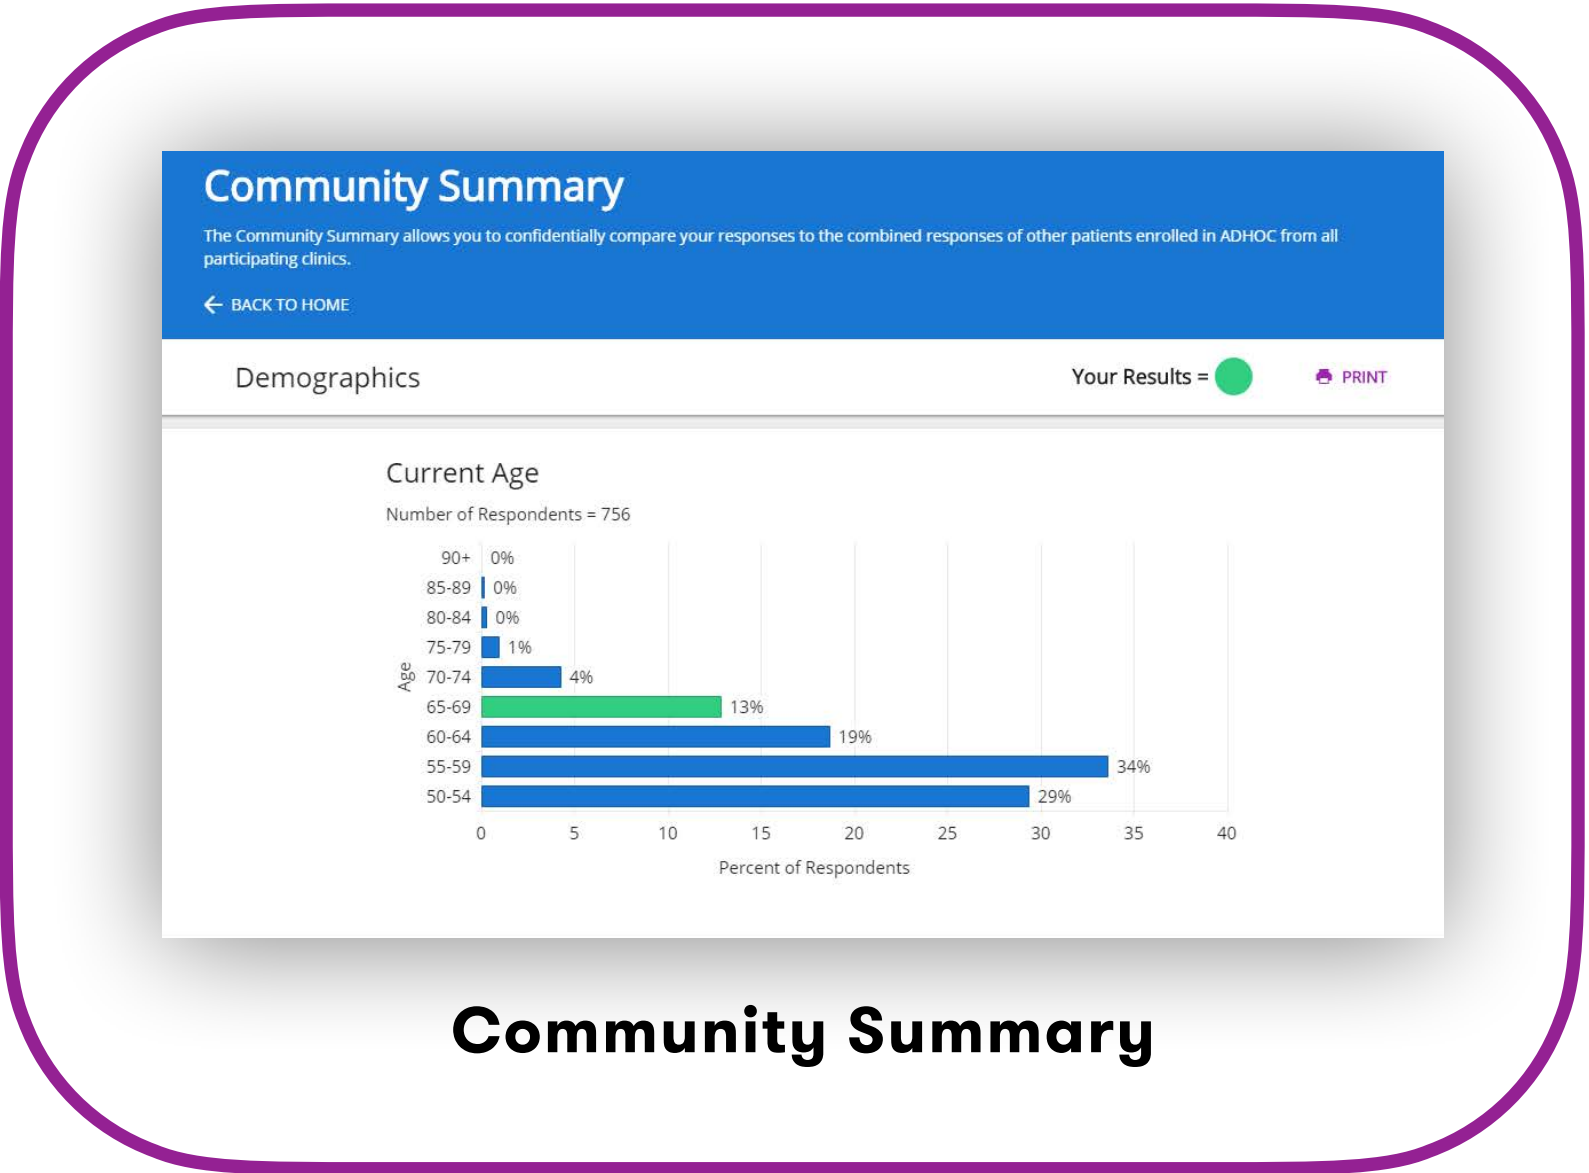 Community Summary
The Community Summary allows you to confidentially compare your responses to the combined responses of other patients enrolled in ADHOC from all
participating clinics.
BACK TO HOME
Demographics
Your Results =
PRINT
Current Age
Number of Respondents = 756
90+ 0%
85-89 0%
80-84 0%
75-79 1%
70-74 4%
65-69 13%
60-64 19%
55-59 34%
50-54 29%
Age
0 5 10 15 20 25 30 35 40
Percent of Respondents
Community Summary